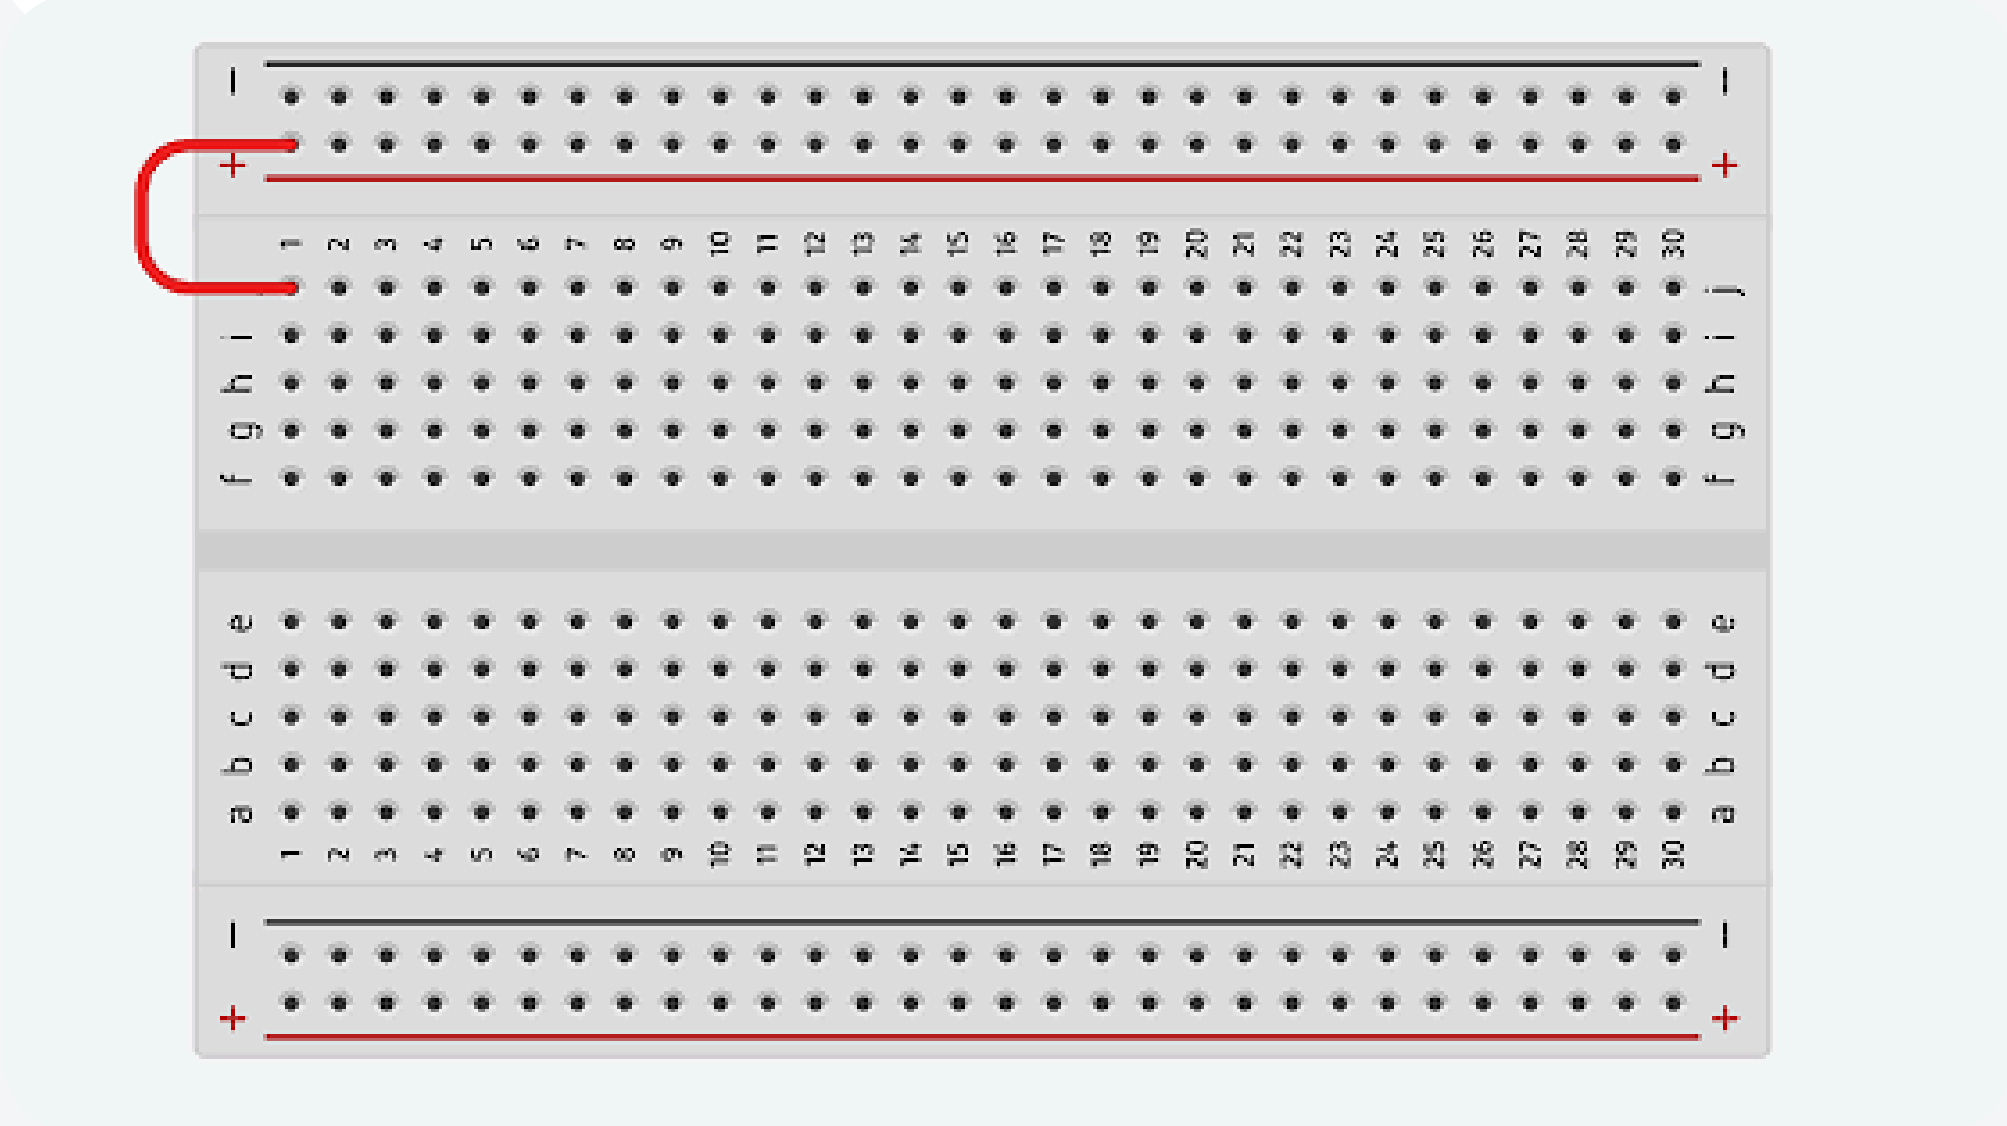 − −
+ +
1 2 3 4 5 6 7 8 9 10 11 12 13 14 15 16 17 18 19 20 21 22 23 24 25 26 27 28 29 30
j
i i
h h
g g
f f
e e
d d
c c
b b
a a
1 2 3 4 5 6 7 8 9 10 11 12 13 14 15 16 17 18 19 20 21 22 23 24 25 26 27 28 29 30
− −
+ +